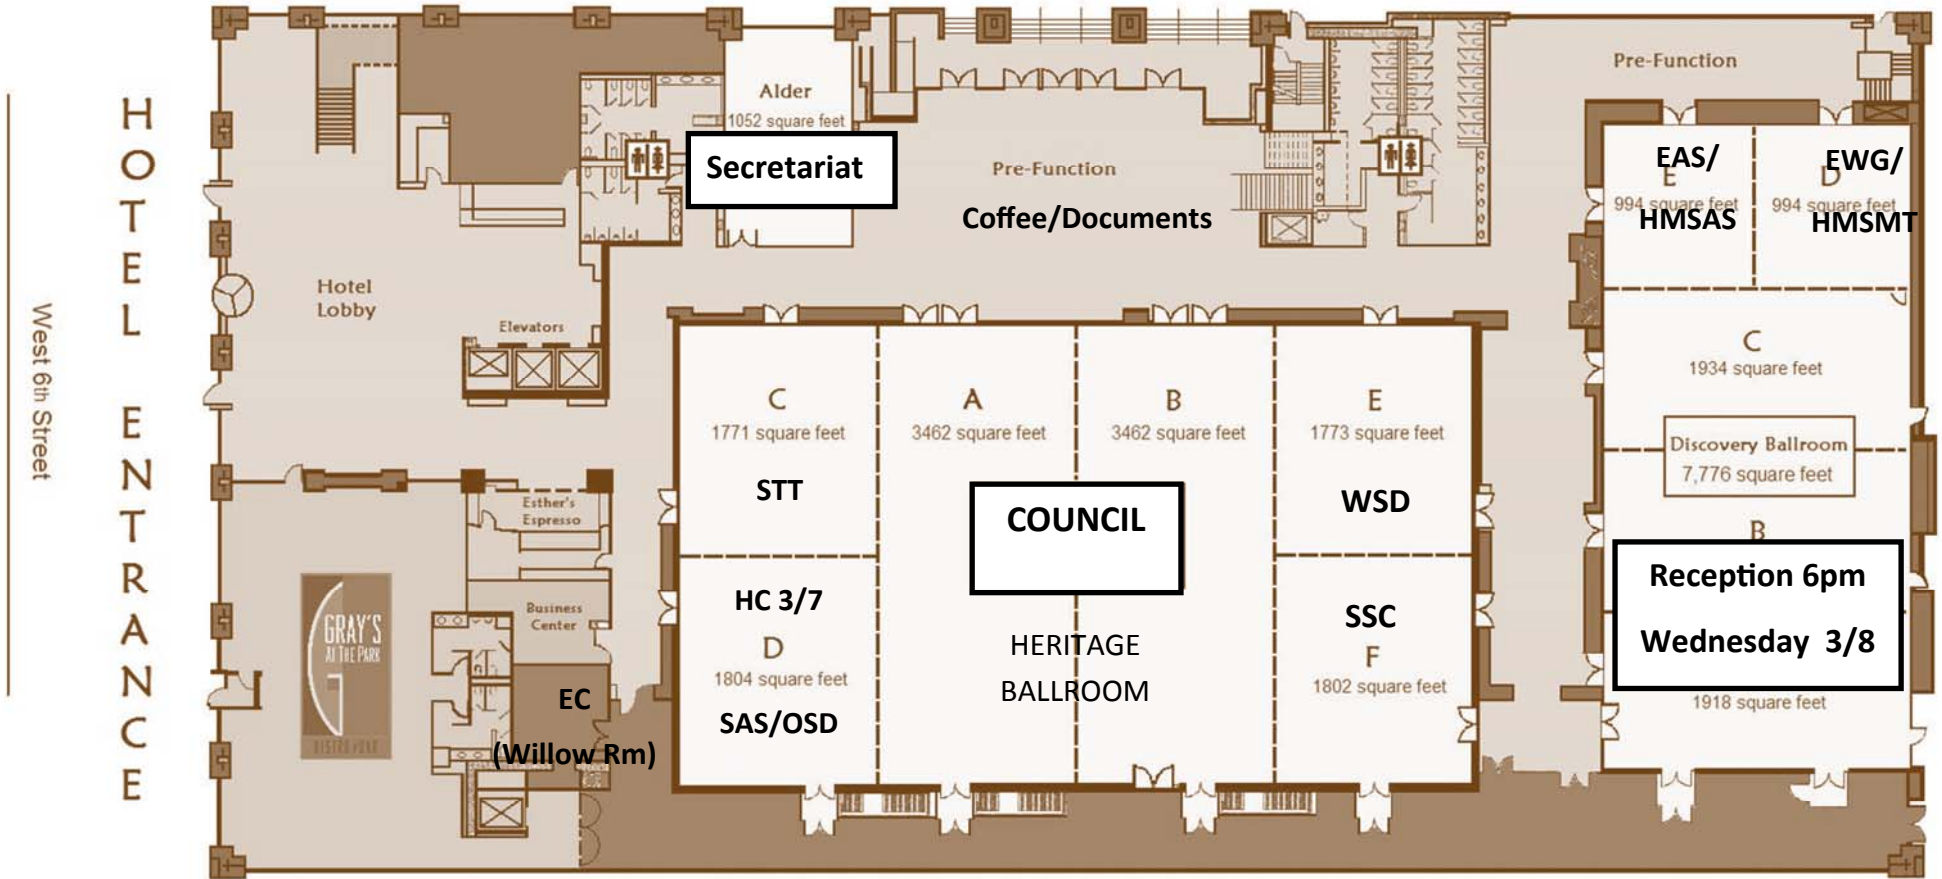 HOTEL ENTRANCE
West 6th Street
Alder
1052 square feet
Secretariat
Pre-Function
Coffee/Documents
Pre-Function
Hotel
Lobby
Elevators
Esther's
Espresso
Business
Center
GRAY'S
AT THE PARK
EC
(Willow Rm)
C
1771 square feet
STT
HC 3/7
D
1804 square feet
SAS/OSD
A
3462 square feet
B
3462 square feet
COUNCIL
HERITAGE
BALLROOM
E
1773 square feet
WSD
SSC
F
1802 square feet
EAS/
E
994 square feet
HMSAS
EWG/
D
994 square feet
HMSMT
C
1934 square feet
Discovery Ballroom
7,776 square feet
B
Reception 6pm
Wednesday 3/8
1918 square feet